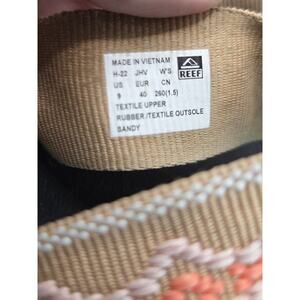 MADE IN VIETNAM
H-22 JHV W'S
REEF
US EUR CN
9 40 260(1.5)
TEXTILE UPPER
RUBBER /TEXTILE OUTSOLE
SANDY